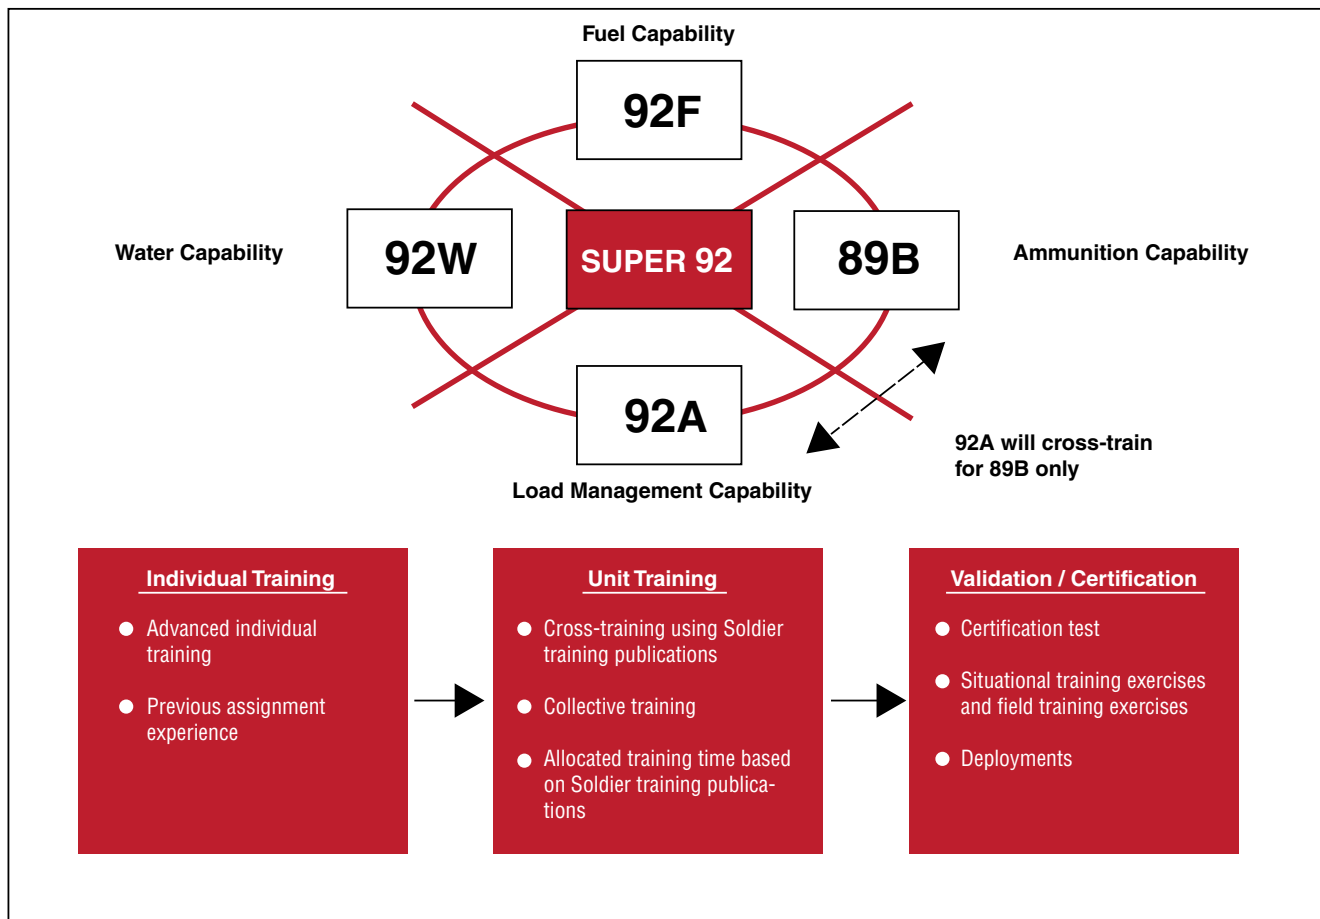 Fuel Capability
92F
Water Capability
92W
SUPER 92
89B
Ammunition Capability
92A
92A will cross-train
for 89B only
Load Management Capability
Individual Training
Advanced individual
training
Previous assignment
experience
Unit Training
Cross-training using Soldier
training publications
Collective training
Allocated training time based
on Soldier training publica-
tions
Validation / Certification
Certification test
Situational training exercises
and field training exercises
Deployments